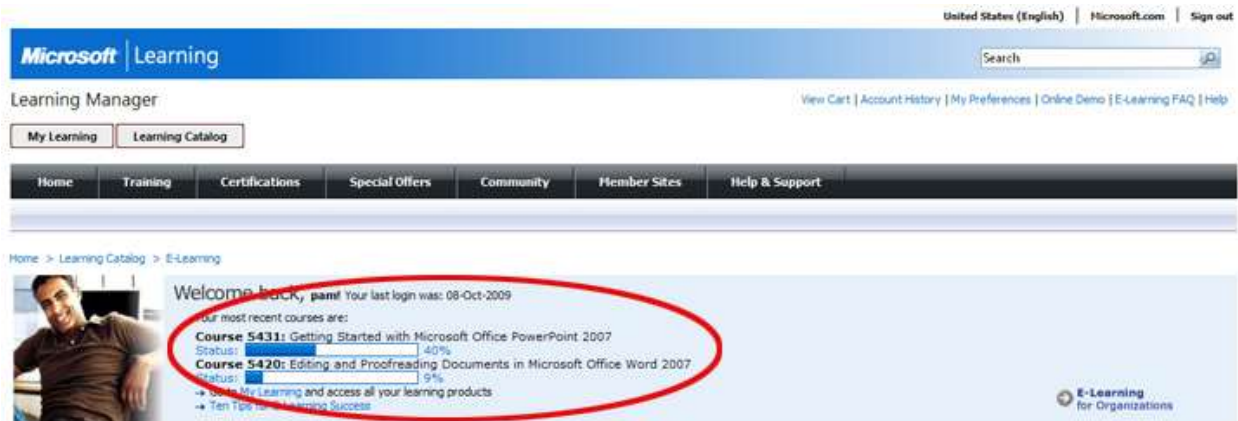 United States (English) | Microsoft.com | Sign out
Microsoft | Learning
Search
Learning Manager
View Cart | Account History | My Preferences | Online Demo | E-Learning FAQ | Help
My Learning Learning Catalog
Home Training Certifications Special Offers Community Member Sites Help & Support
Home > Learning Catalog > E-Learning
Welcome back, pam! Your last login was: 08-Oct-2009
Your most recent courses are:
Course 5431: Getting Started with Microsoft Office PowerPoint 2007
Status: 40%
Course 5420: Editing and Proofreading Documents in Microsoft Office Word 2007
Status: 9%
→ Go to My Learning and access all your learning products
→ Ten Tips for E-Learning Success
E-Learning
for Organizations